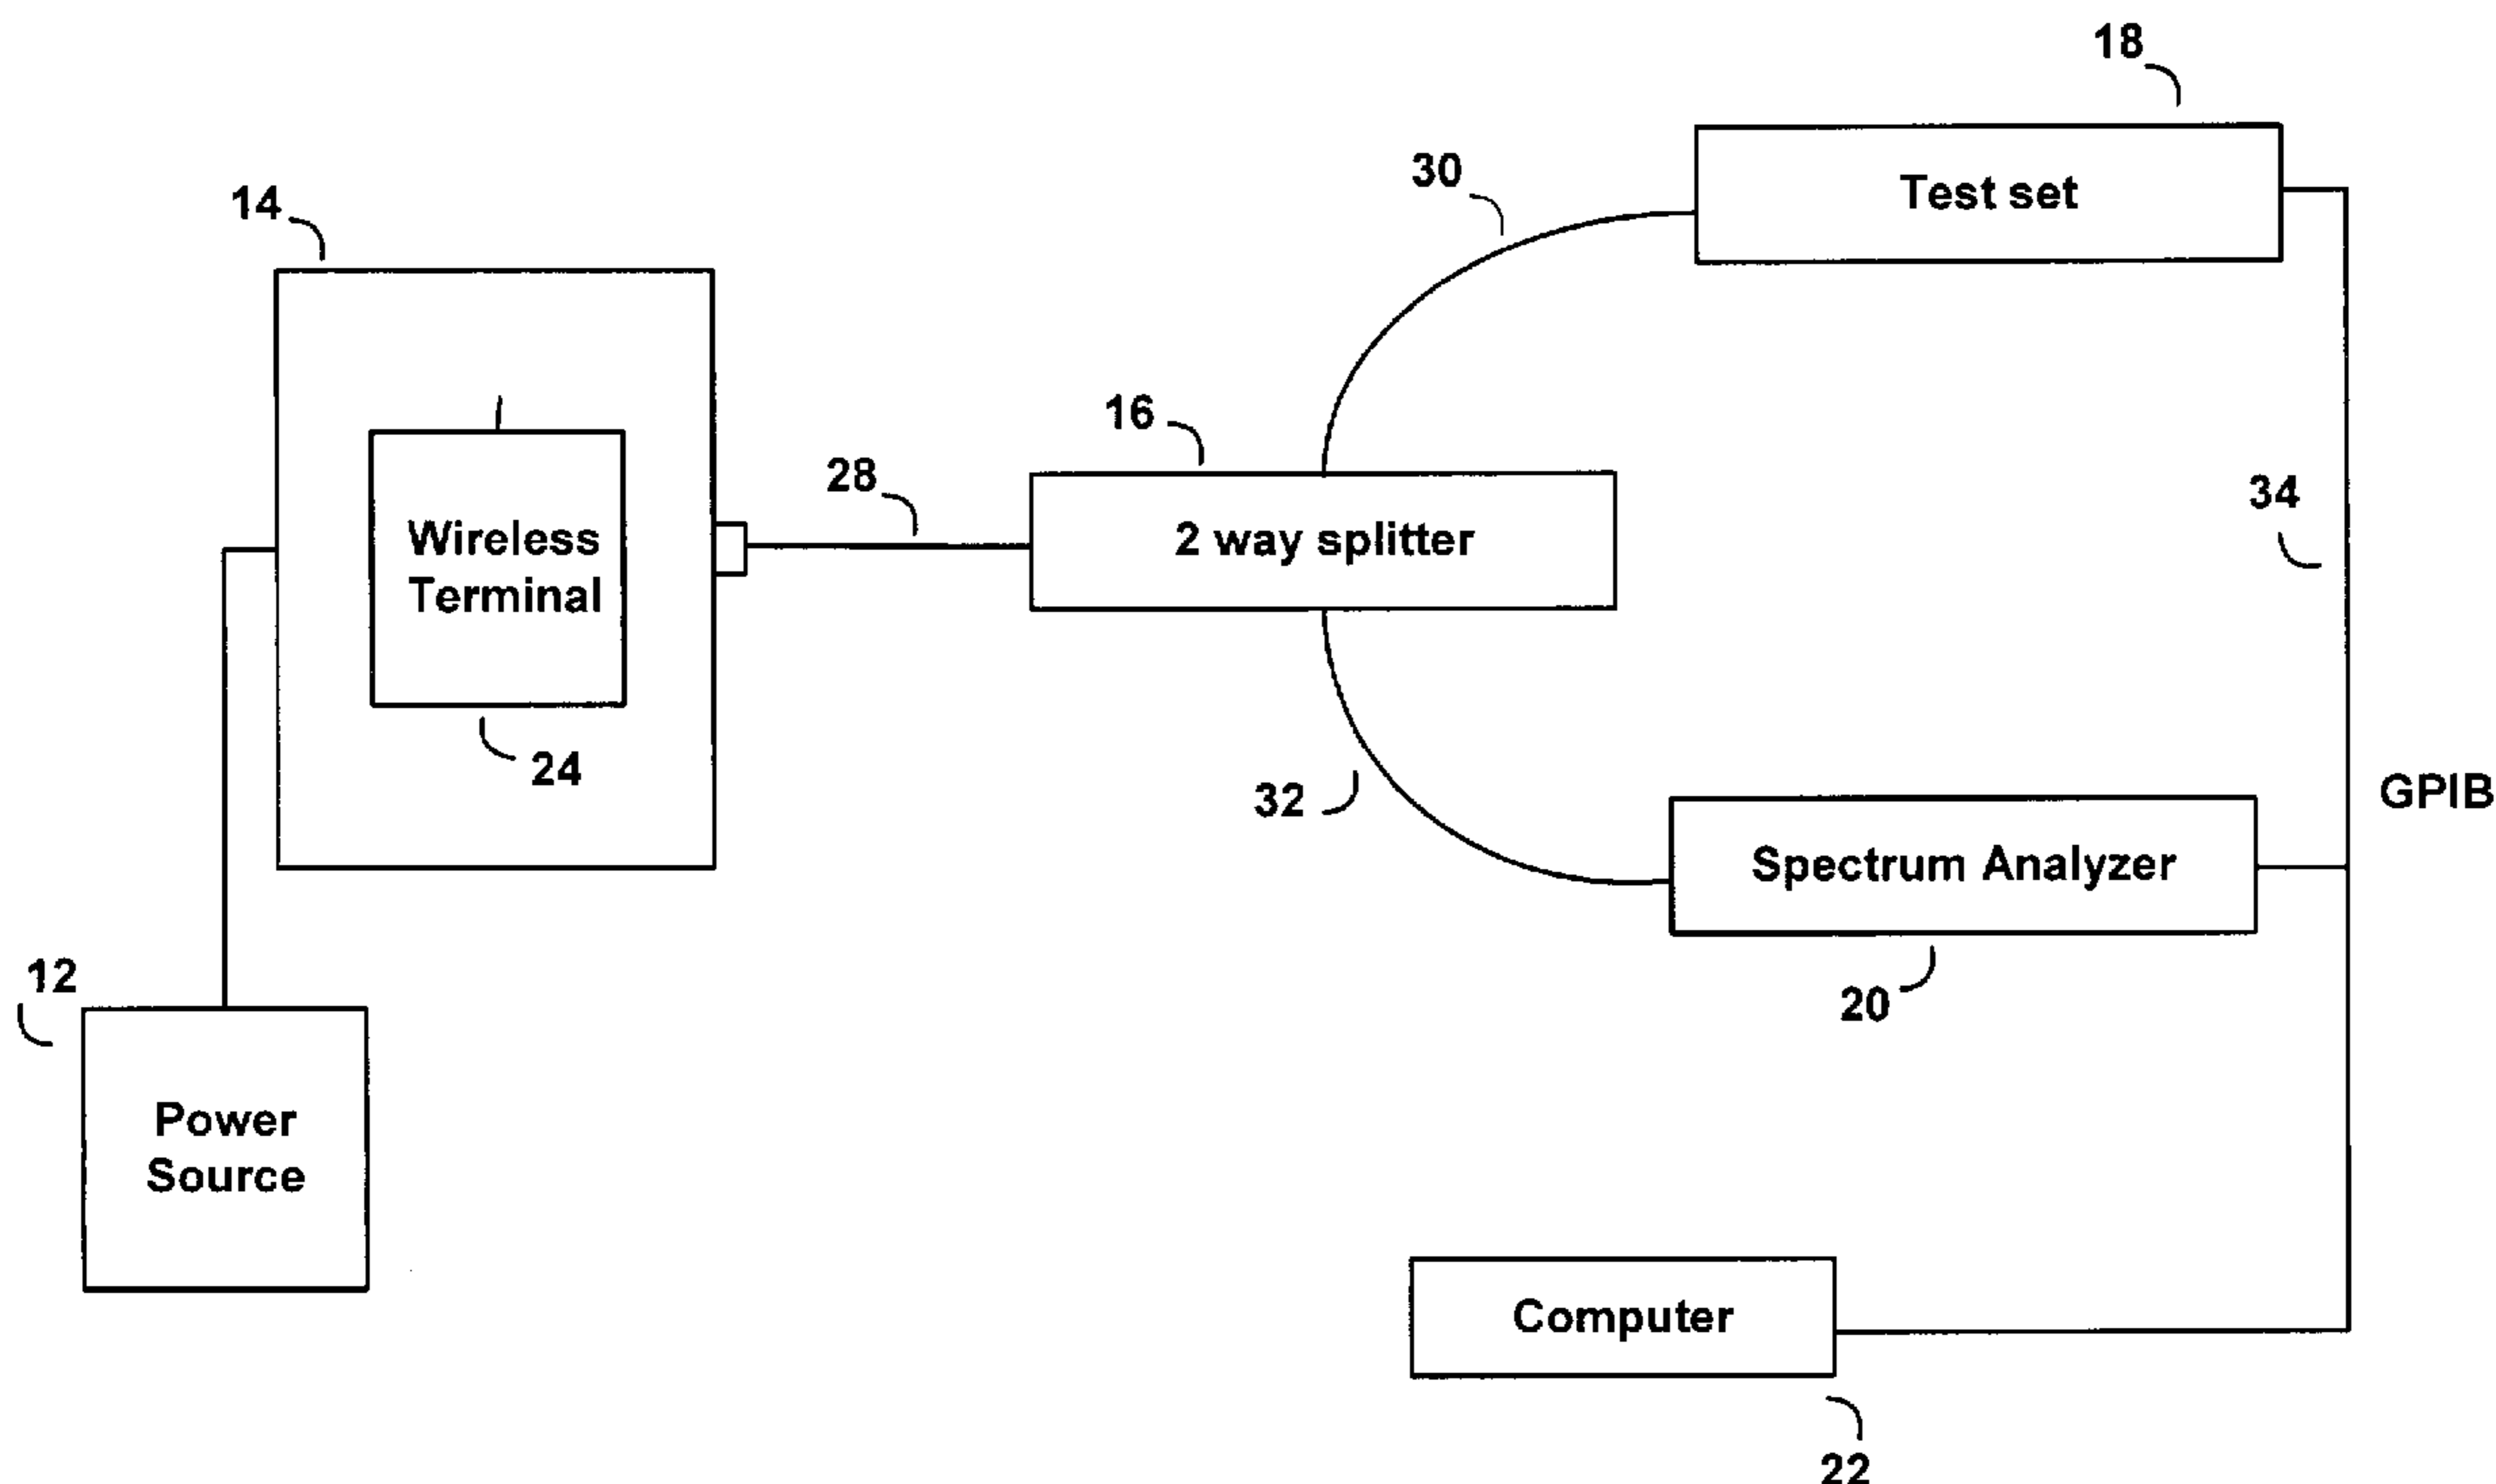 18
30
Test set
14
16
28
34
Wireless
Terminal
2 way splitter
24
32
GPIB
Spectrum Analyzer
12
20
Power
Source
Computer
22